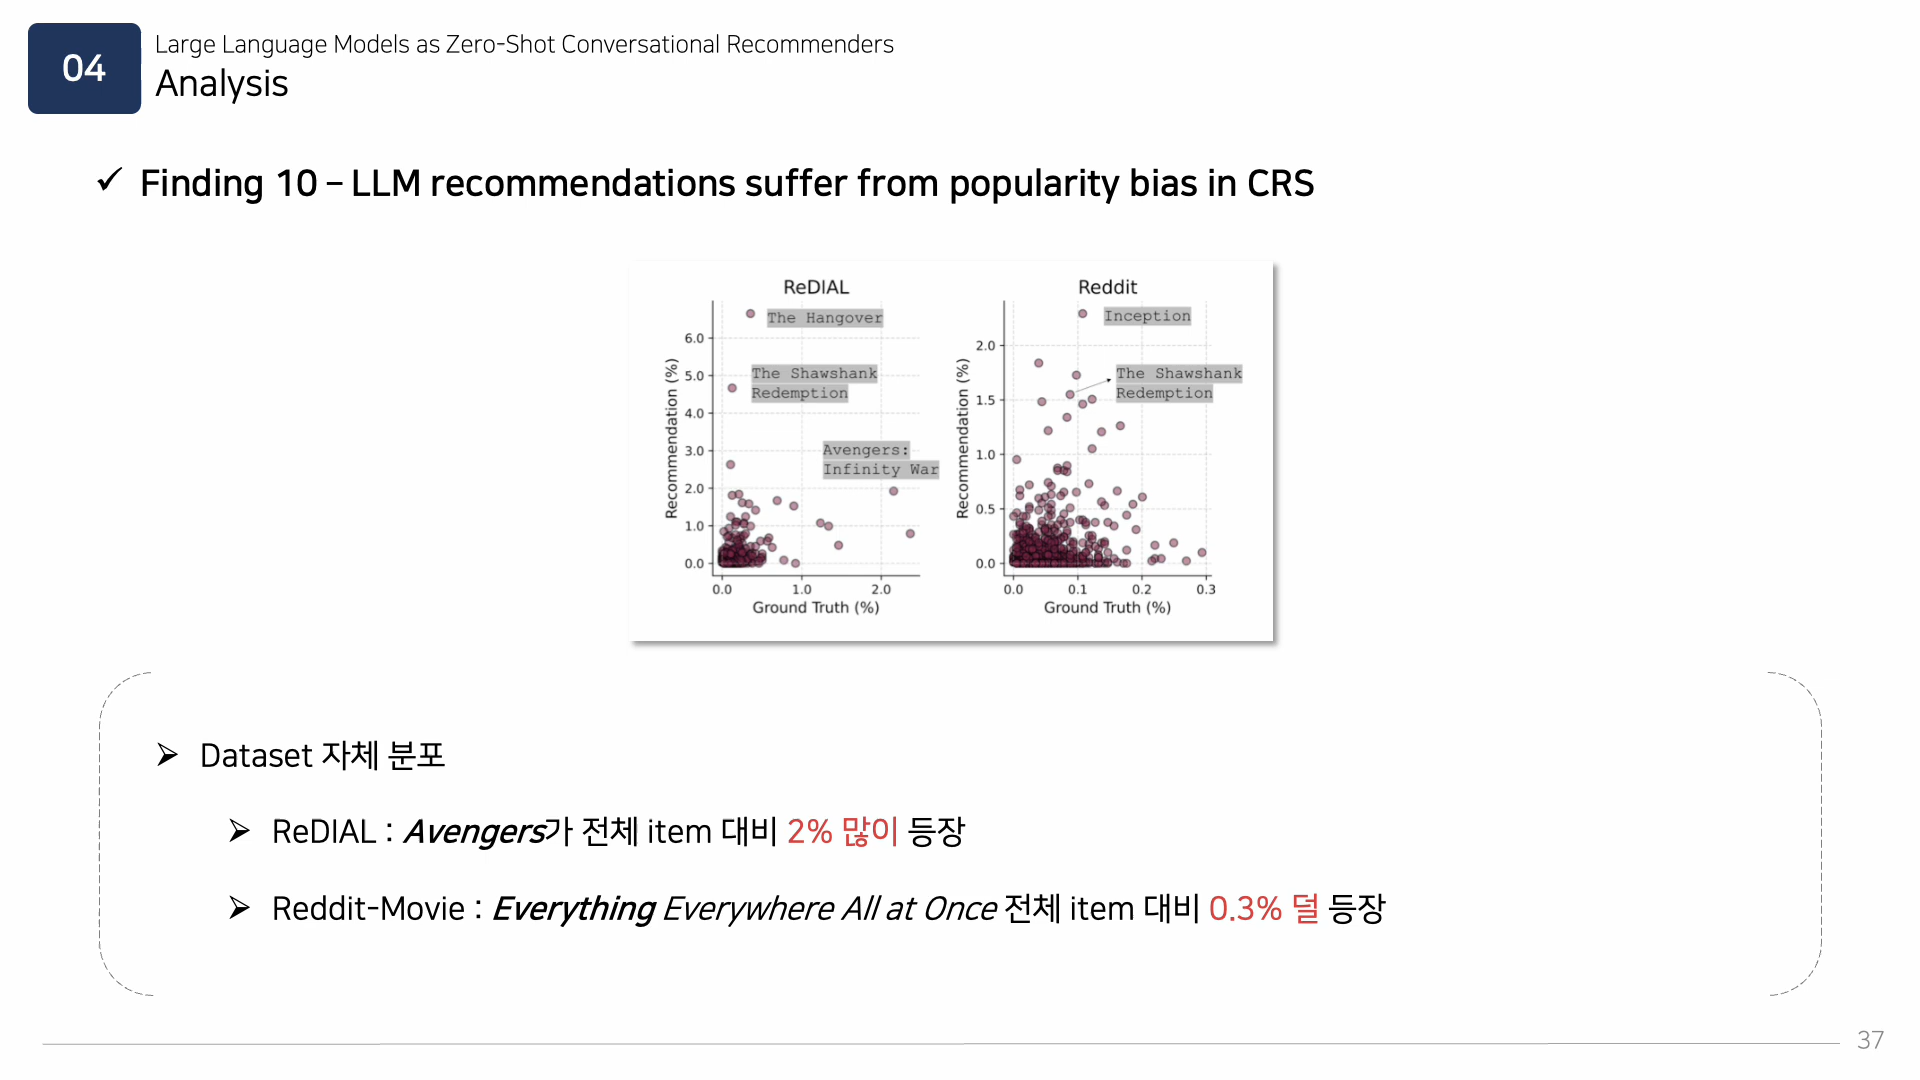 04
Large Language Models as Zero-Shot Conversational Recommenders
Analysis
✓ Finding 10 – LLM recommendations suffer from popularity bias in CRS
ReDIAL
Reddit
The Hangover
Inception
The Shawshank
Redemption
The Shawshank
Redemption
Avengers:
Infinity War
Recommendation (%)
6.0
5.0
4.0
3.0
2.0
1.0
0.0
0.0 1.0 2.0
Ground Truth (%)
Recommendation (%)
2.0
1.5
1.0
0.5
0.0
0.0 0.1 0.2 0.3
Ground Truth (%)
➢ Dataset 자체 분포
➢ ReDIAL : Avengers가 전체 item 대비 2% 많이 등장
➢ Reddit-Movie : Everything Everywhere All at Once 전체 item 대비 0.3% 덜 등장
37